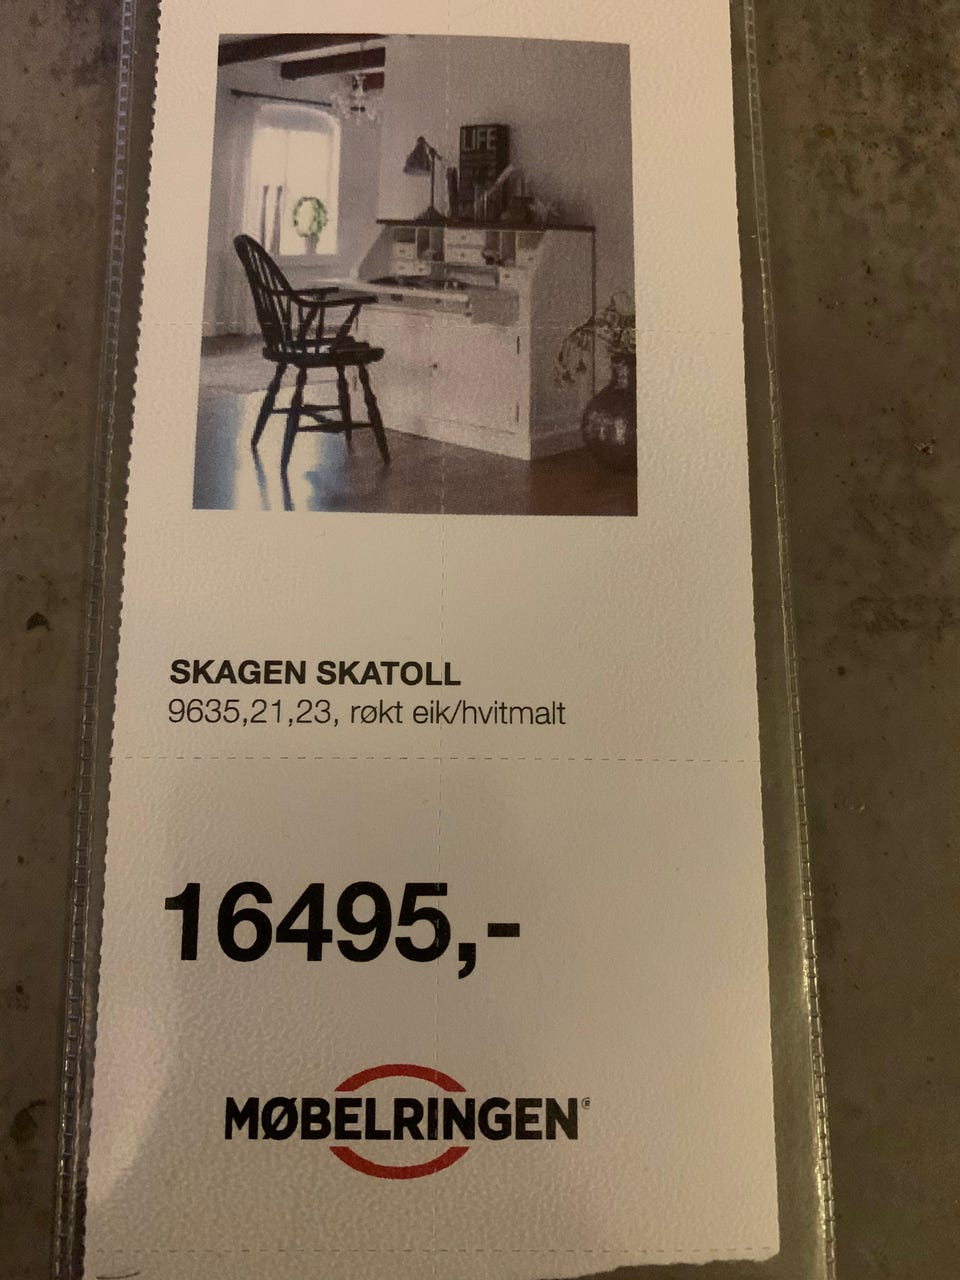 LIFE
SKAGEN SKATOLL
9635,21,23, røkt eik/hvitmalt
16495,-
MØBELRINGEN®